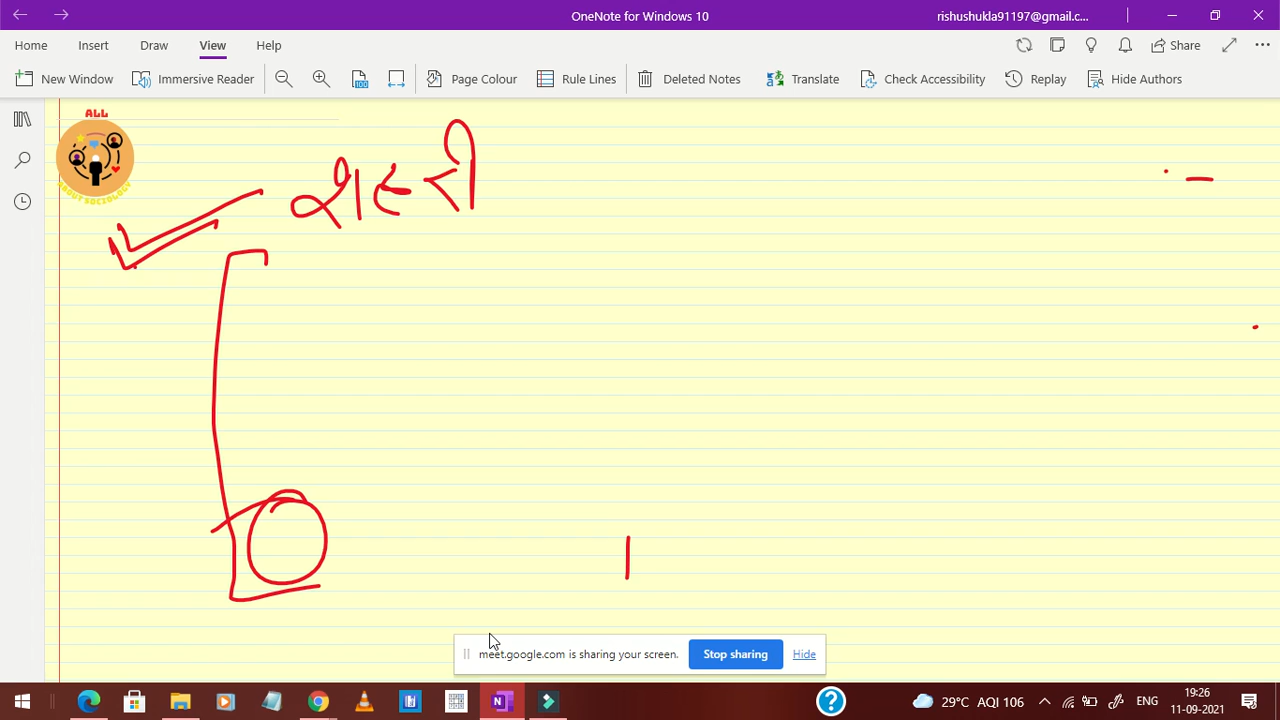 OneNote for Windows 10
rishushukla91197@gmail.c...
Home Insert Draw View Help
Share
New Window Immersive Reader Page Colour Rule Lines Deleted Notes Translate Check Accessibility Replay Hide Authors
ALL
ABOUT SOCIOLOGY
meet.google.com is sharing your screen. Stop sharing Hide
29°C AQI 106 ENG 19:26
11-09-2021